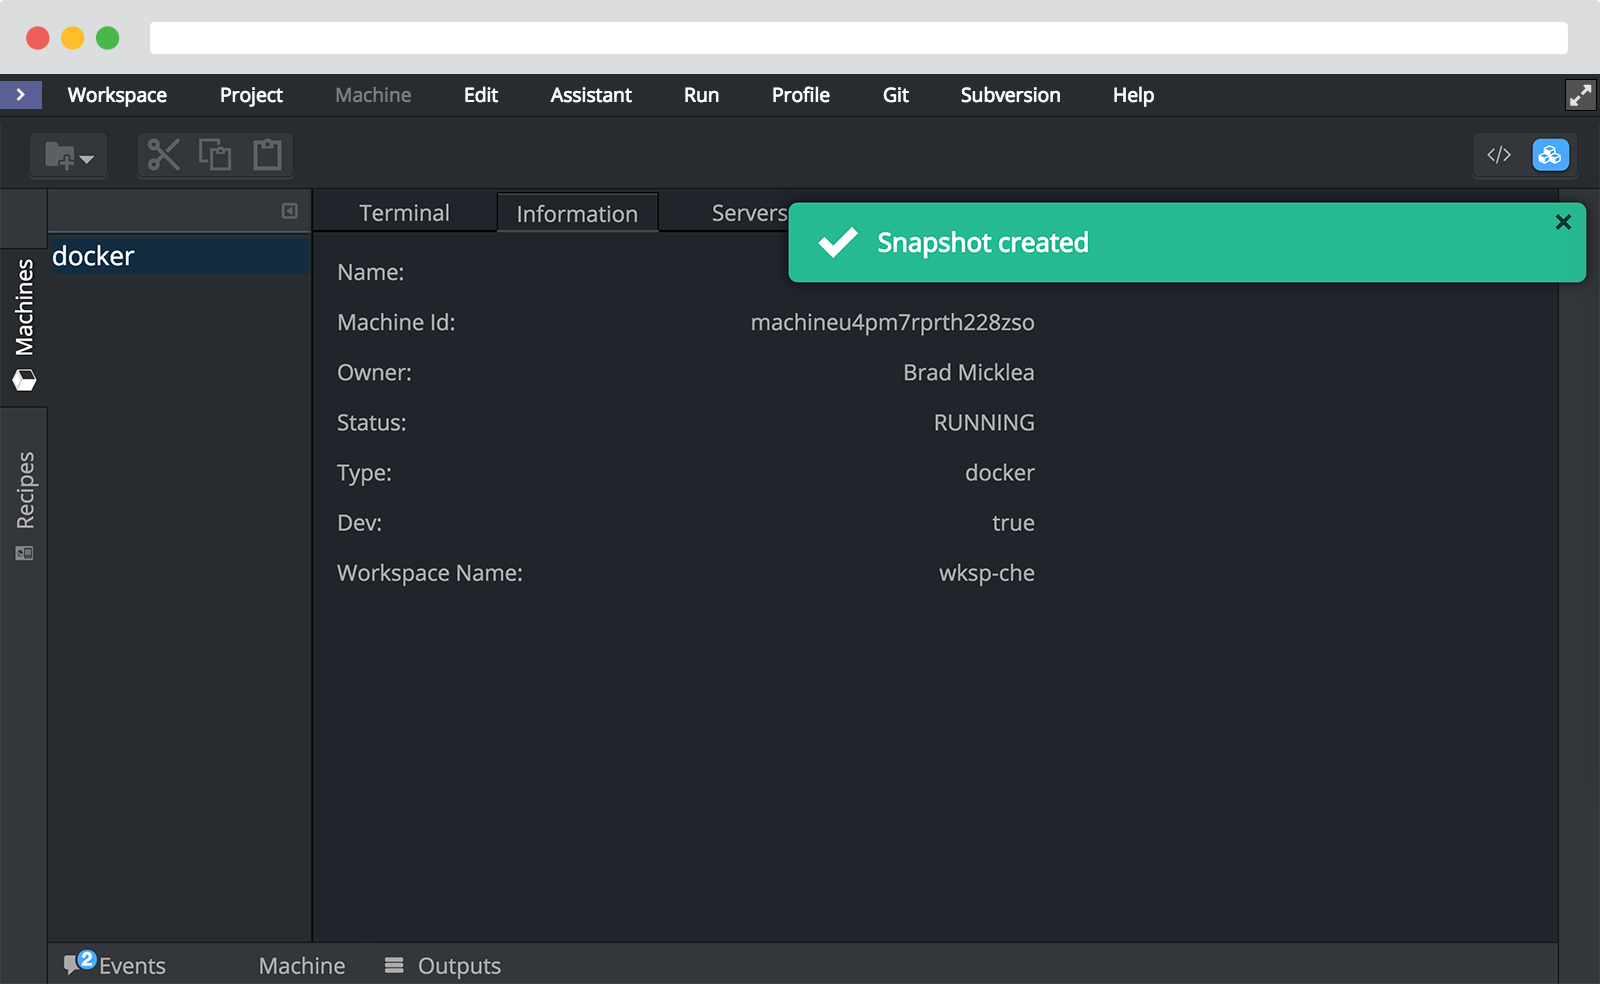 Workspace Project Machine Edit Assistant Run Profile Git Subversion Help
</>
Terminal Information Servers
Snapshot created
docker
Machines
Recipes
Name:
Machine Id: machineu4pm7rprth228zso
Owner: Brad Micklea
Status: RUNNING
Type: docker
Dev: true
Workspace Name: wksp-che
2 Events Machine Outputs